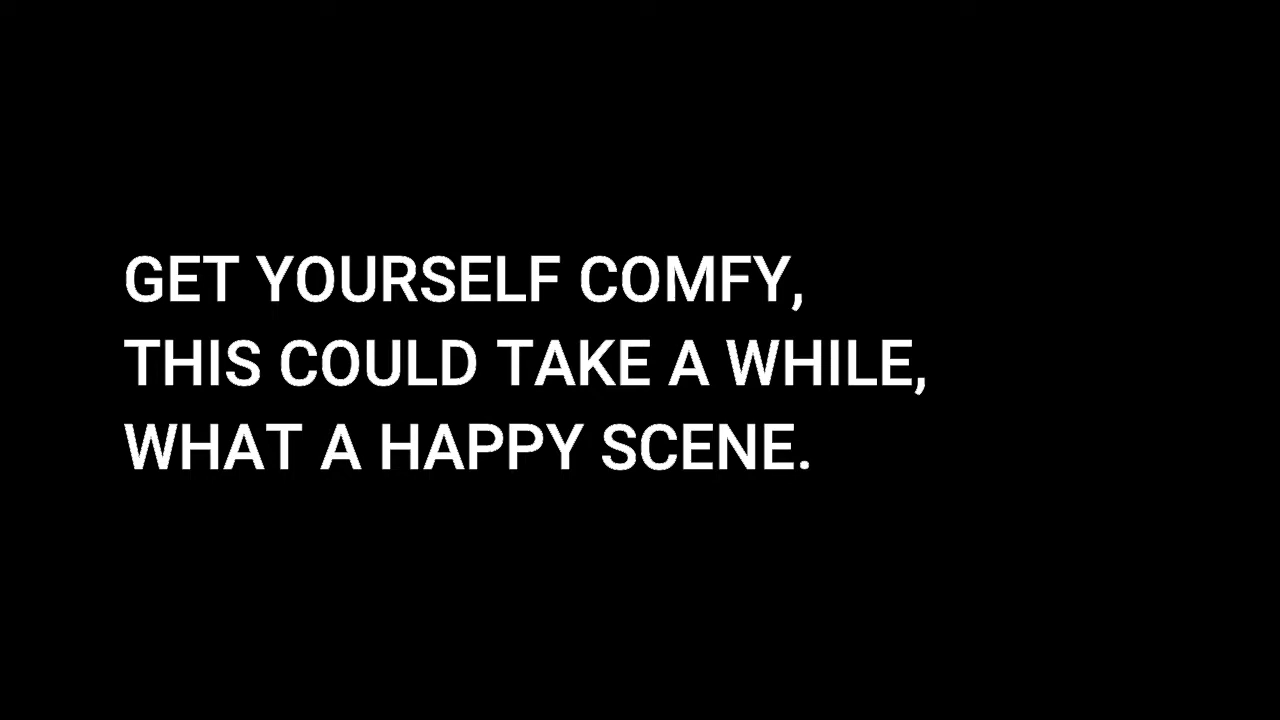 GET YOURSELF COMFY,
THIS COULD TAKE A WHILE,
WHAT A HAPPY SCENE.